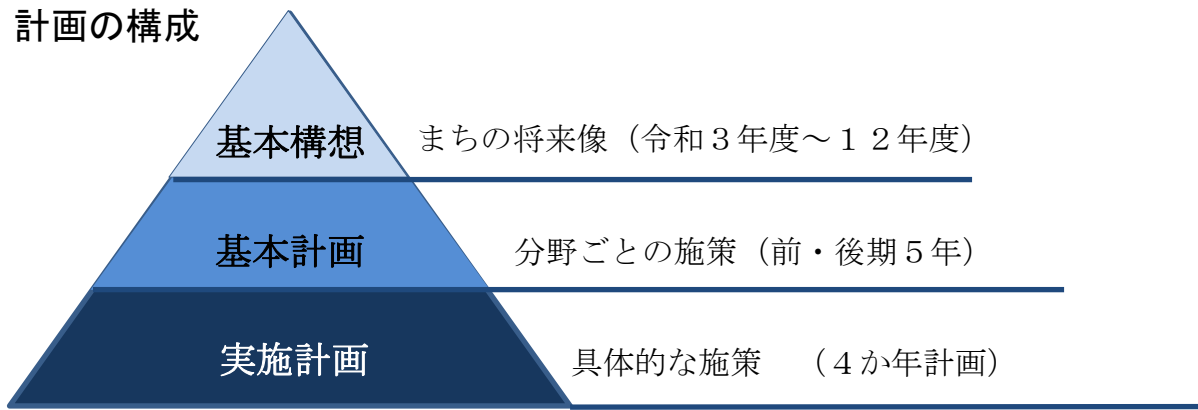 計画の構成
基本構想 まちの将来像（令和３年度～１２年度）
基本計画 分野ごとの施策（前・後期５年）
実施計画 具体的な施策 （４か年計画）